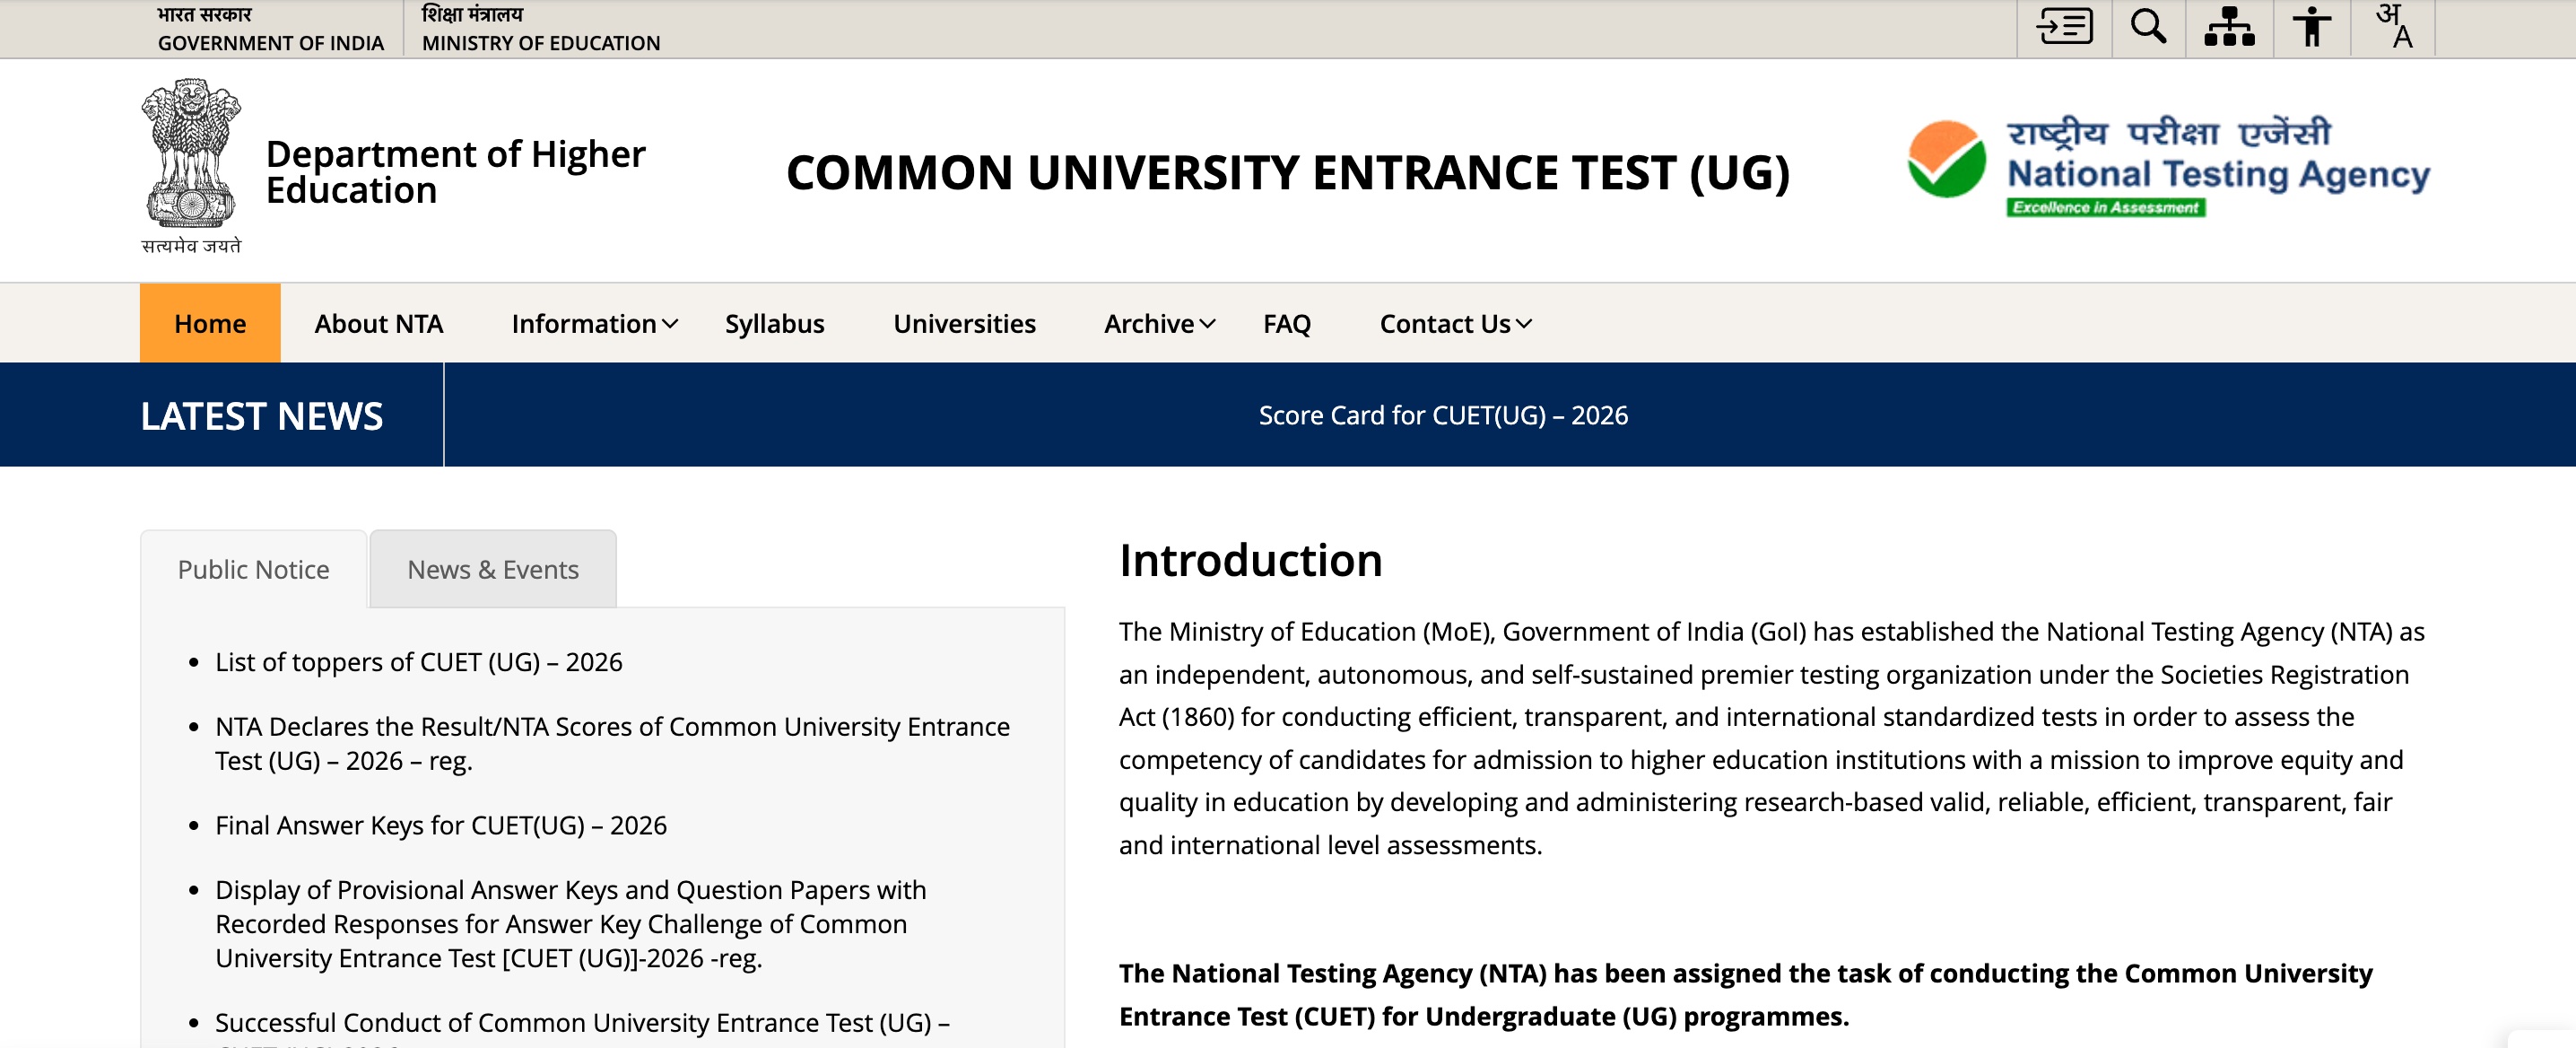 भारत सरकार
GOVERNMENT OF INDIA
शिक्षा मंत्रालय
MINISTRY OF EDUCATION
अ
A
सत्यमेव जयते
Department of Higher
Education
COMMON UNIVERSITY ENTRANCE TEST (UG)
राष्ट्रीय परीक्षा एजेंसी
National Testing Agency
Excellence in Assessment
Home
About NTA
Information
Syllabus
Universities
Archive
FAQ
Contact Us
LATEST NEWS
Score Card for CUET(UG) – 2026
Public Notice
News & Events
• List of toppers of CUET (UG) – 2026
• NTA Declares the Result/NTA Scores of Common University Entrance
Test (UG) – 2026 – reg.
• Final Answer Keys for CUET(UG) – 2026
• Display of Provisional Answer Keys and Question Papers with
Recorded Responses for Answer Key Challenge of Common
University Entrance Test [CUET (UG)]-2026 -reg.
• Successful Conduct of Common University Entrance Test (UG) –
Introduction
The Ministry of Education (MoE), Government of India (GoI) has established the National Testing Agency (NTA) as
an independent, autonomous, and self-sustained premier testing organization under the Societies Registration
Act (1860) for conducting efficient, transparent, and international standardized tests in order to assess the
competency of candidates for admission to higher education institutions with a mission to improve equity and
quality in education by developing and administering research-based valid, reliable, efficient, transparent, fair
and international level assessments.
The National Testing Agency (NTA) has been assigned the task of conducting the Common University
Entrance Test (CUET) for Undergraduate (UG) programmes.